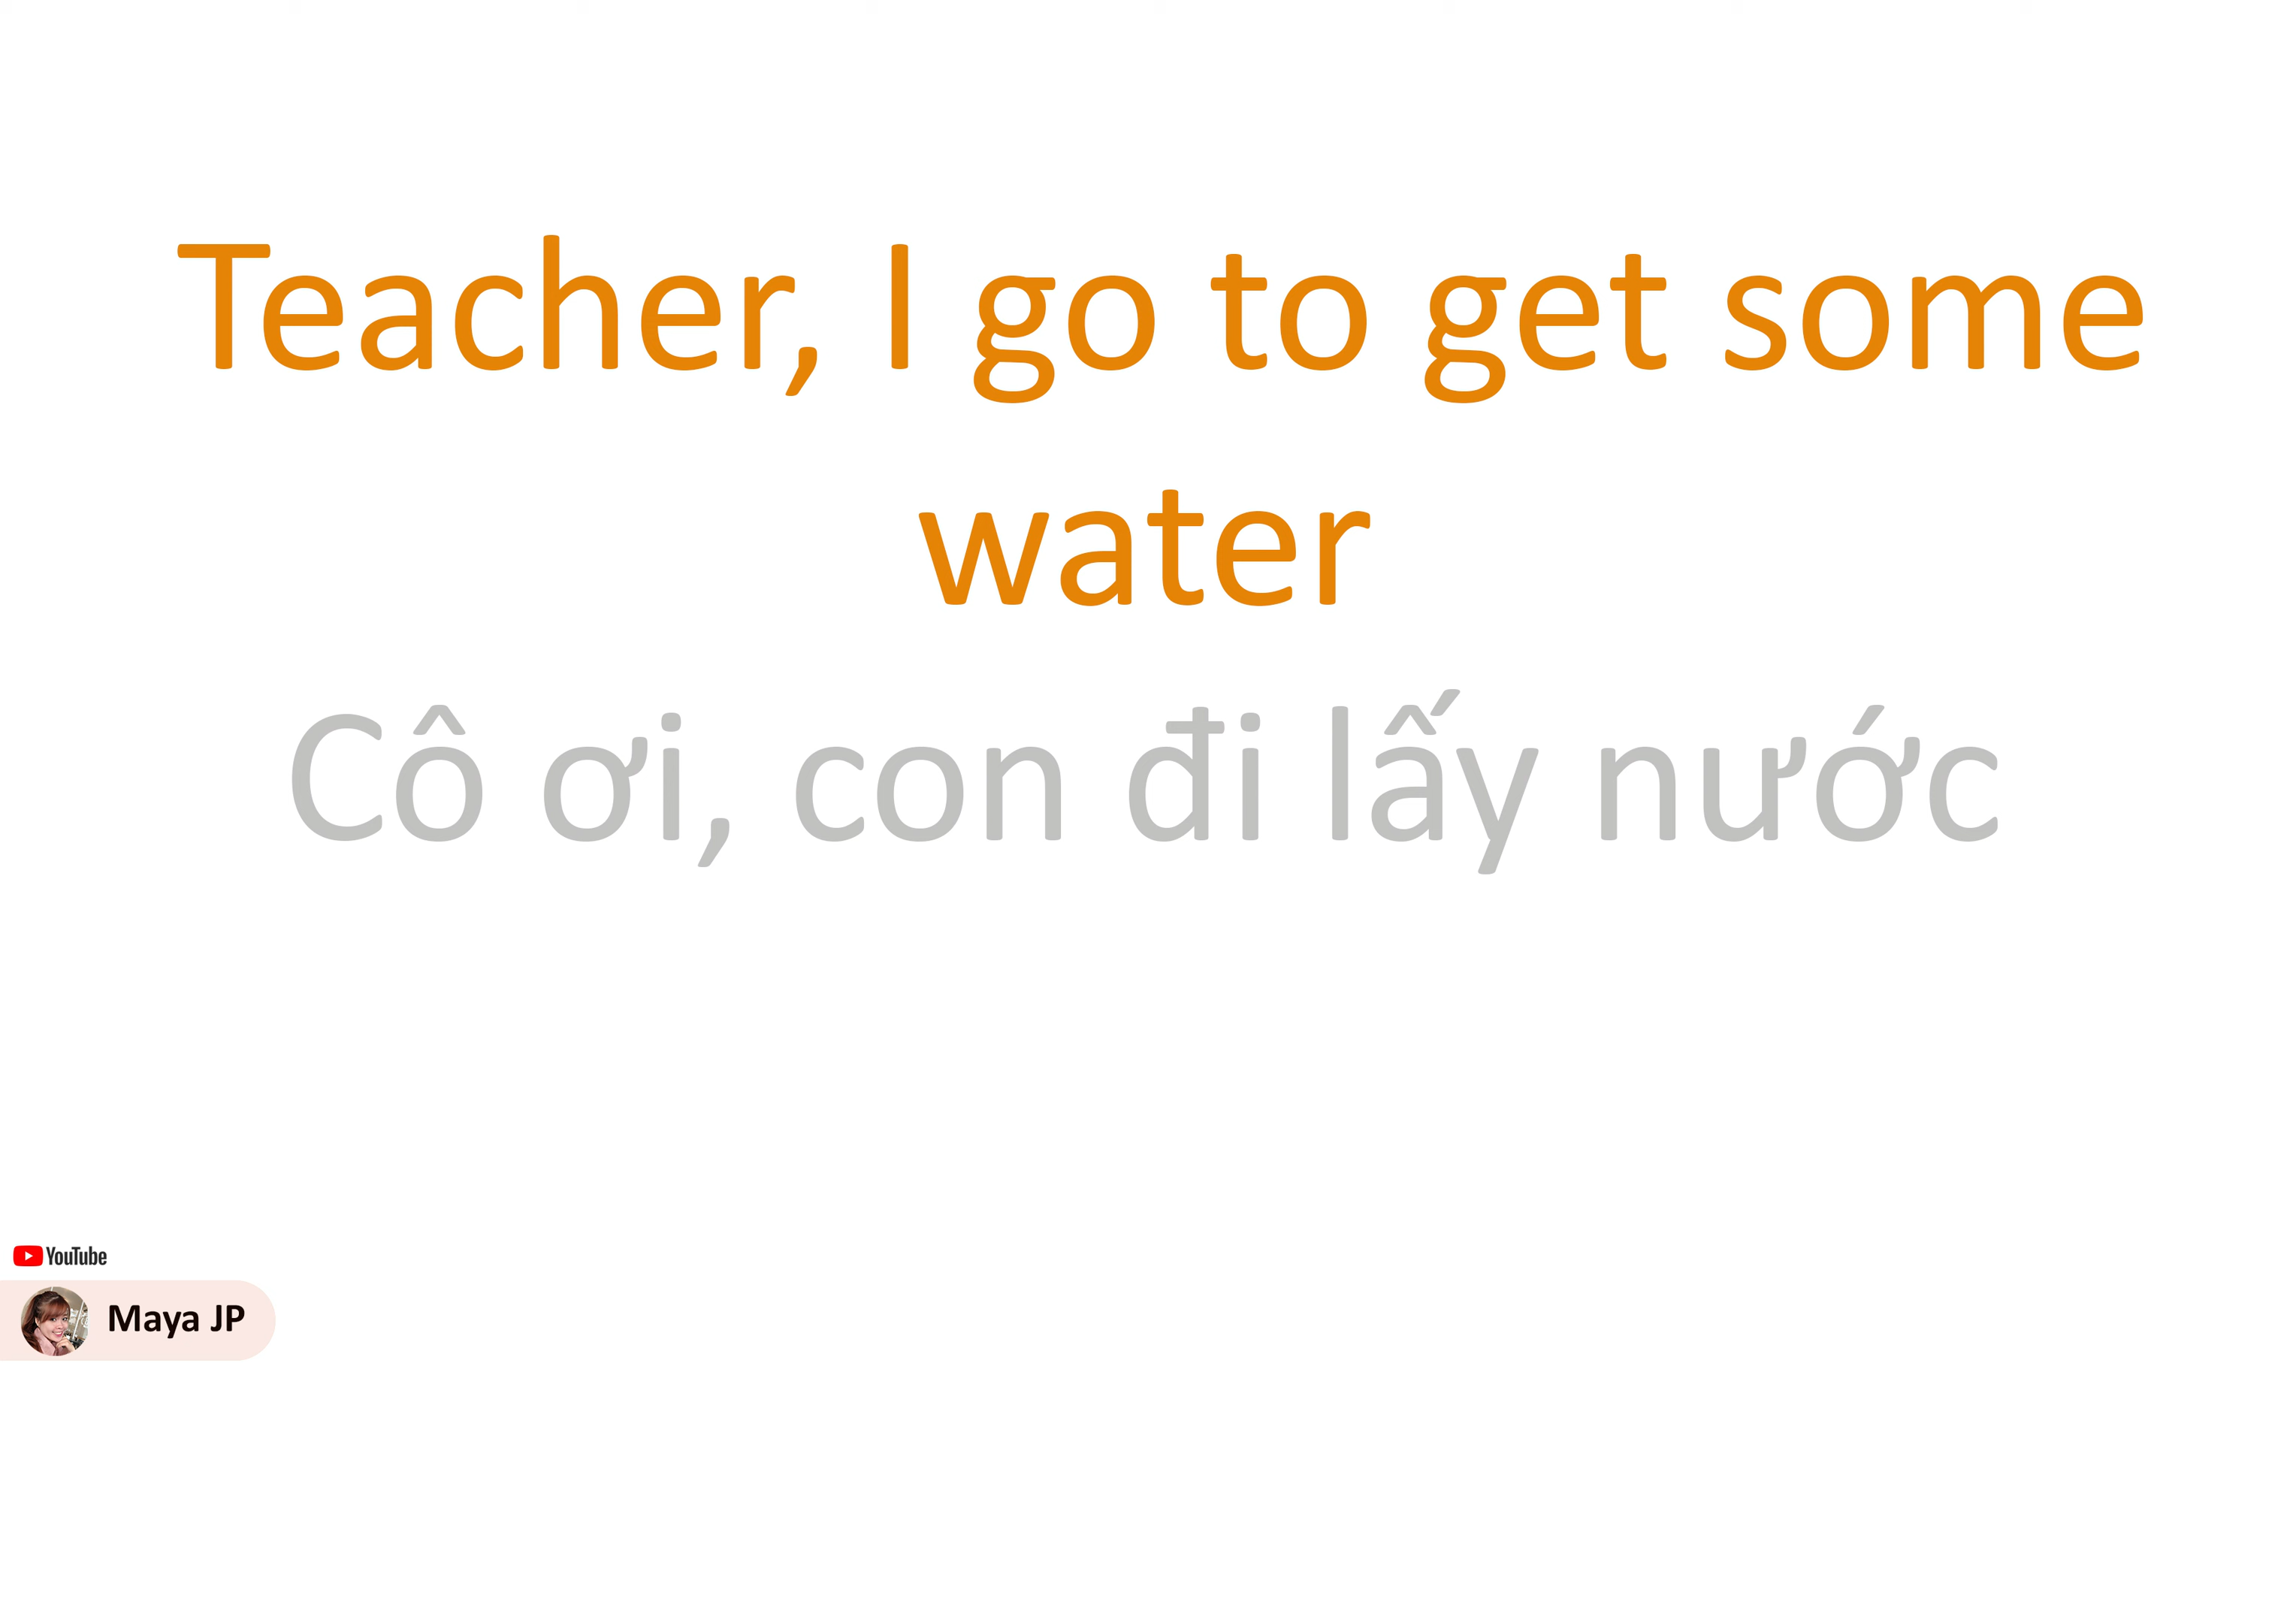 Teacher, I go to get some
water
Cô ơi, con đi lấy nước
YouTube
Maya JP